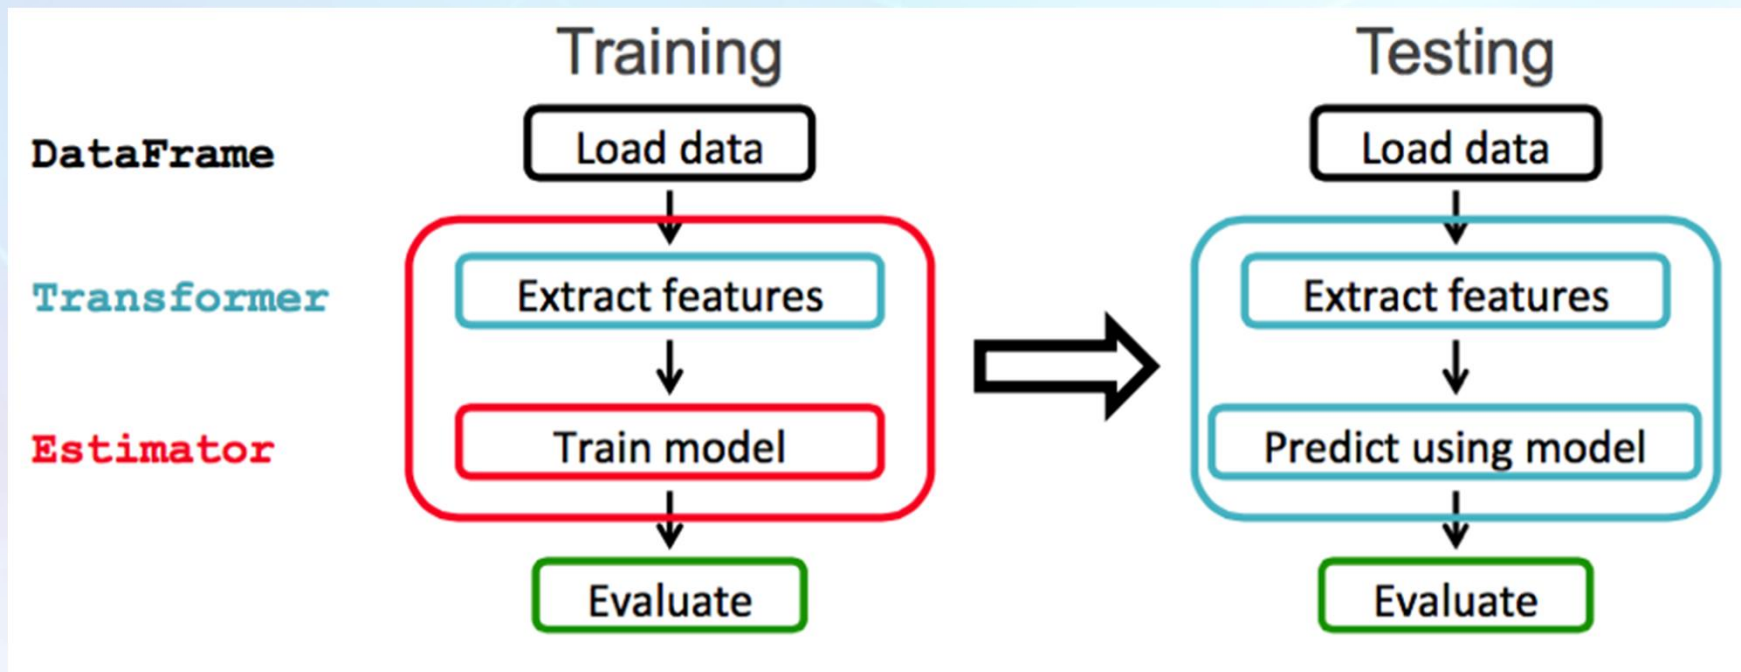 Training
Testing
DataFrame
Load data
Load data
Transformer
Extract features
Extract features
Estimator
Train model
Predict using model
Evaluate
Evaluate